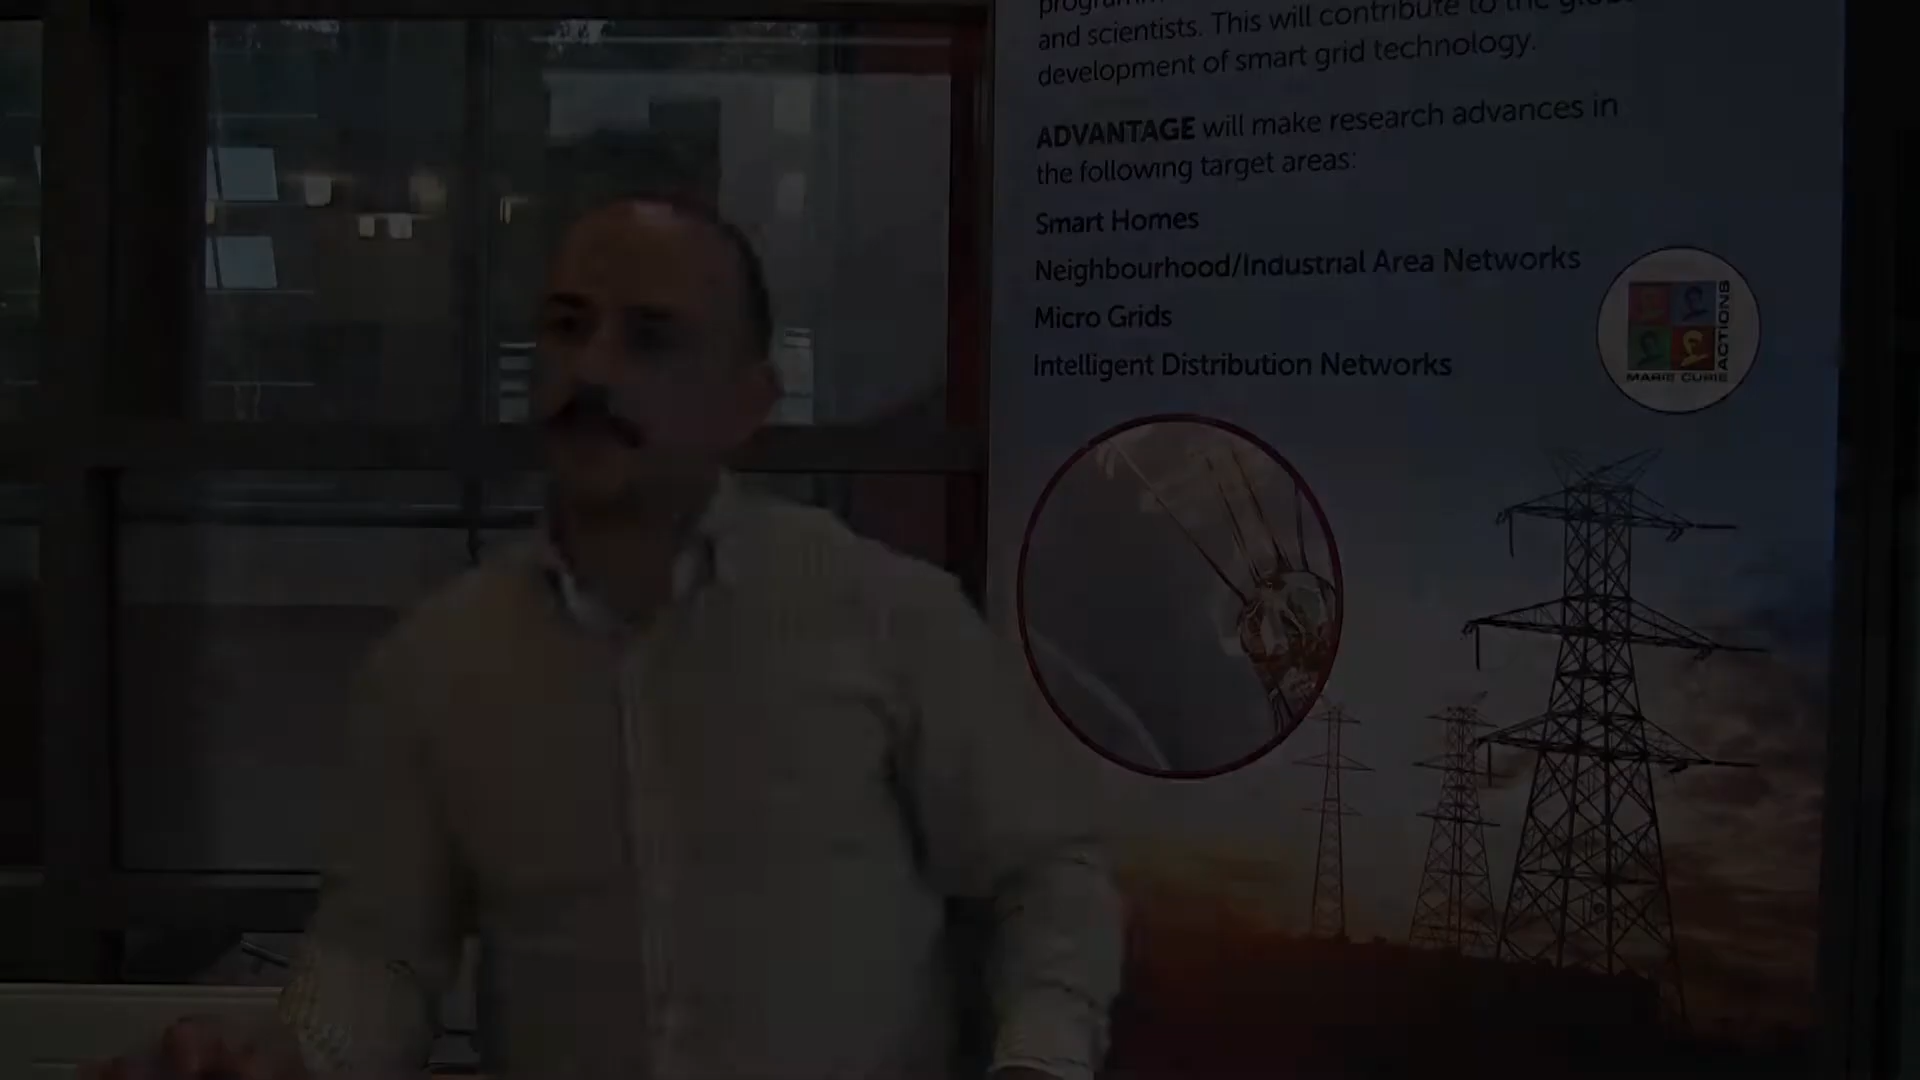 and scientists. This will contribute to the
development of smart grid technology.
ADVANTAGE will make research advances in
the following target areas:
Smart Homes
Neighbourhood/Industrial Area Networks
Micro Grids
Intelligent Distribution Networks
MARIE CURIE
ACTIONS